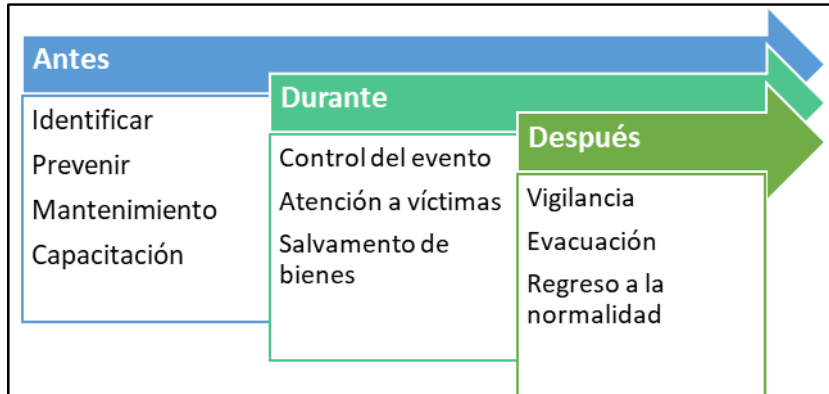 Antes
Identificar
Prevenir
Mantenimiento
Capacitación
Durante
Control del evento
Atención a víctimas
Salvamento de
bienes
Después
Vigilancia
Evacuación
Regreso a la
normalidad